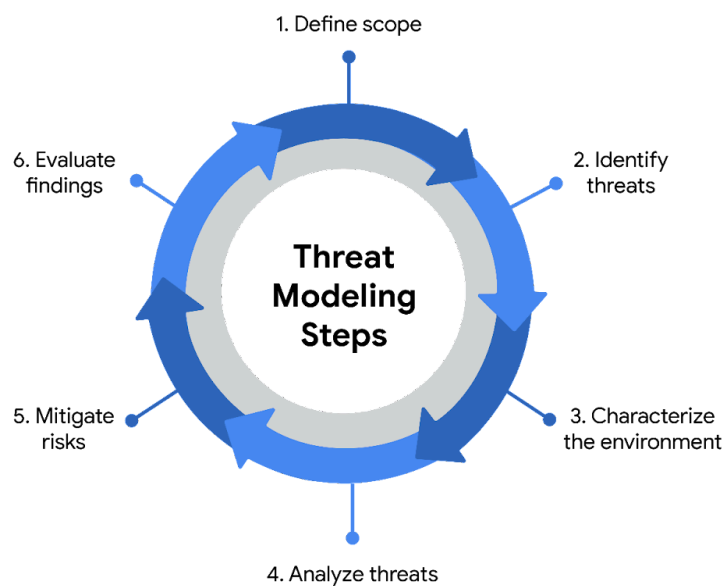 1. Define scope
2. Identify
threats
3. Characterize
the environment
4. Analyze threats
5. Mitigate
risks
6. Evaluate
findings
Threat
Modeling
Steps